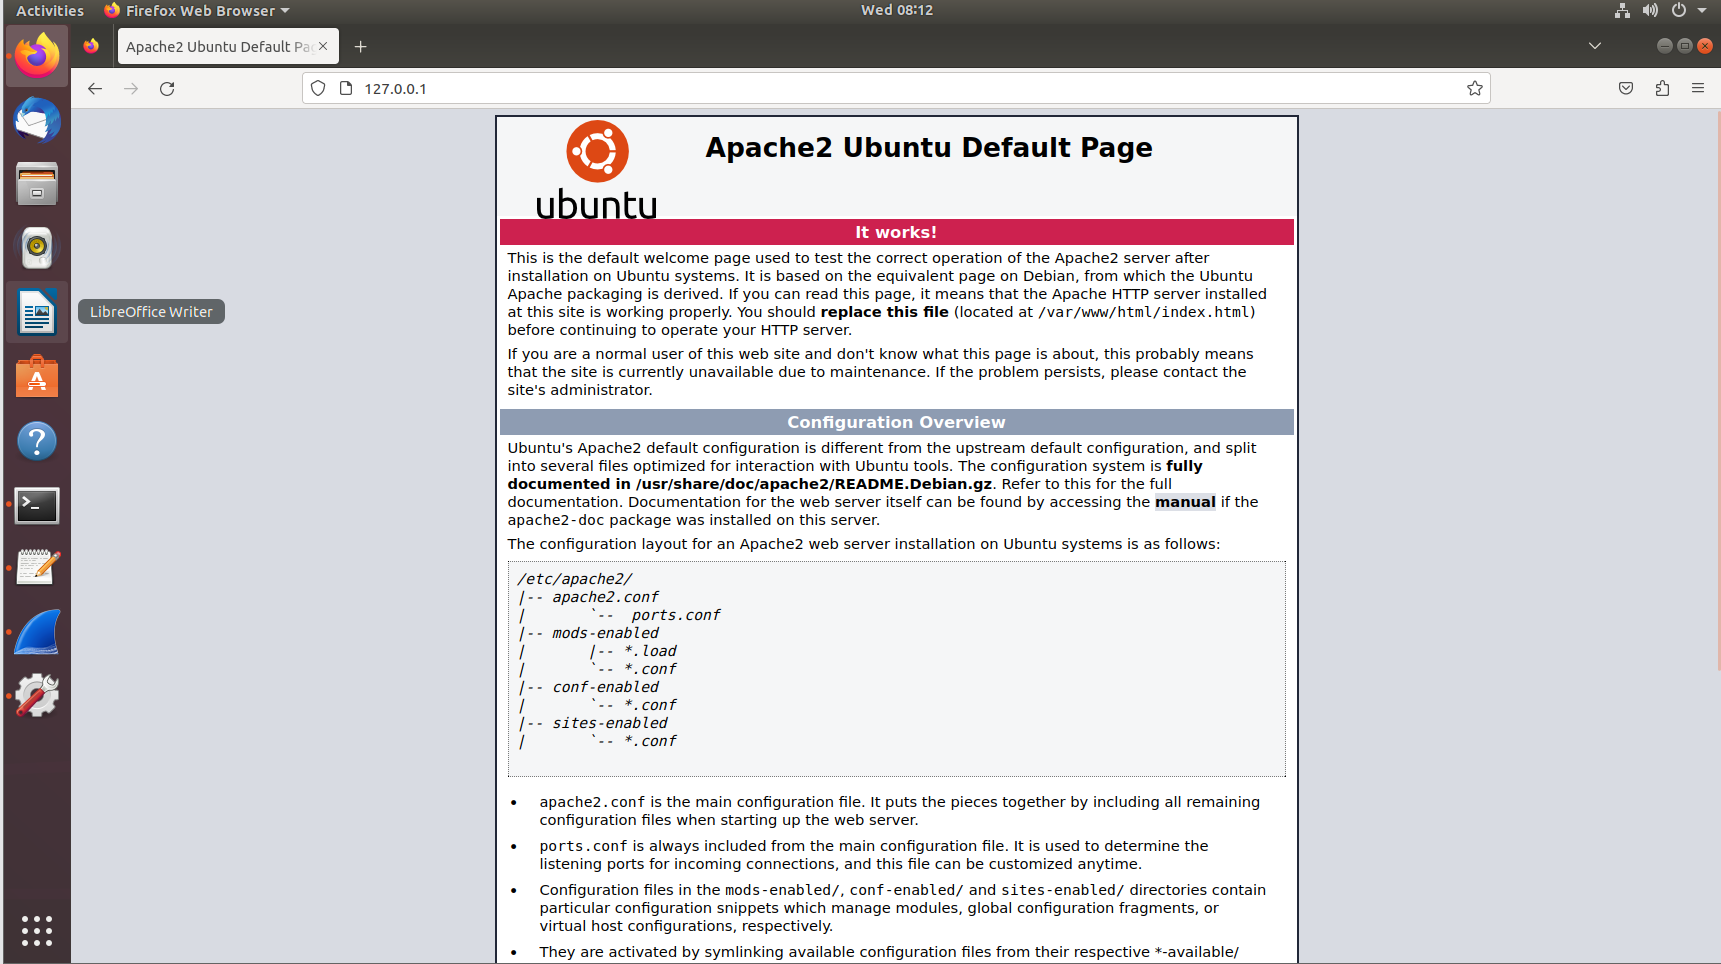 Activities Firefox Web Browser Wed 08:12
Apache2 Ubuntu Default Pa
127.0.0.1
ubuntu
Apache2 Ubuntu Default Page
It works!
This is the default welcome page used to test the correct operation of the Apache2 server after
installation on Ubuntu systems. It is based on the equivalent page on Debian, from which the Ubuntu
Apache packaging is derived. If you can read this page, it means that the Apache HTTP server installed
at this site is working properly. You should replace this file (located at /var/www/html/index.html)
before continuing to operate your HTTP server.
LibreOffice Writer
If you are a normal user of this web site and don't know what this page is about, this probably means
that the site is currently unavailable due to maintenance. If the problem persists, please contact the
site's administrator.
Configuration Overview
Ubuntu's Apache2 default configuration is different from the upstream default configuration, and split
into several files optimized for interaction with Ubuntu tools. The configuration system is fully
documented in /usr/share/doc/apache2/README.Debian.gz. Refer to this for the full
documentation. Documentation for the web server itself can be found by accessing the manual if the
apache2-doc package was installed on this server.
The configuration layout for an Apache2 web server installation on Ubuntu systems is as follows:
/etc/apache2/
|-- apache2.conf
|       `--  ports.conf
|-- mods-enabled
|       |-- *.load
|       `-- *.conf
|-- conf-enabled
|       `-- *.conf
|-- sites-enabled
|       `-- *.conf
• apache2.conf is the main configuration file. It puts the pieces together by including all remaining
configuration files when starting up the web server.
• ports.conf is always included from the main configuration file. It is used to determine the
listening ports for incoming connections, and this file can be customized anytime.
• Configuration files in the mods-enabled/, conf-enabled/ and sites-enabled/ directories contain
particular configuration snippets which manage modules, global configuration fragments, or
virtual host configurations, respectively.
• They are activated by symlinking available configuration files from their respective *-available/